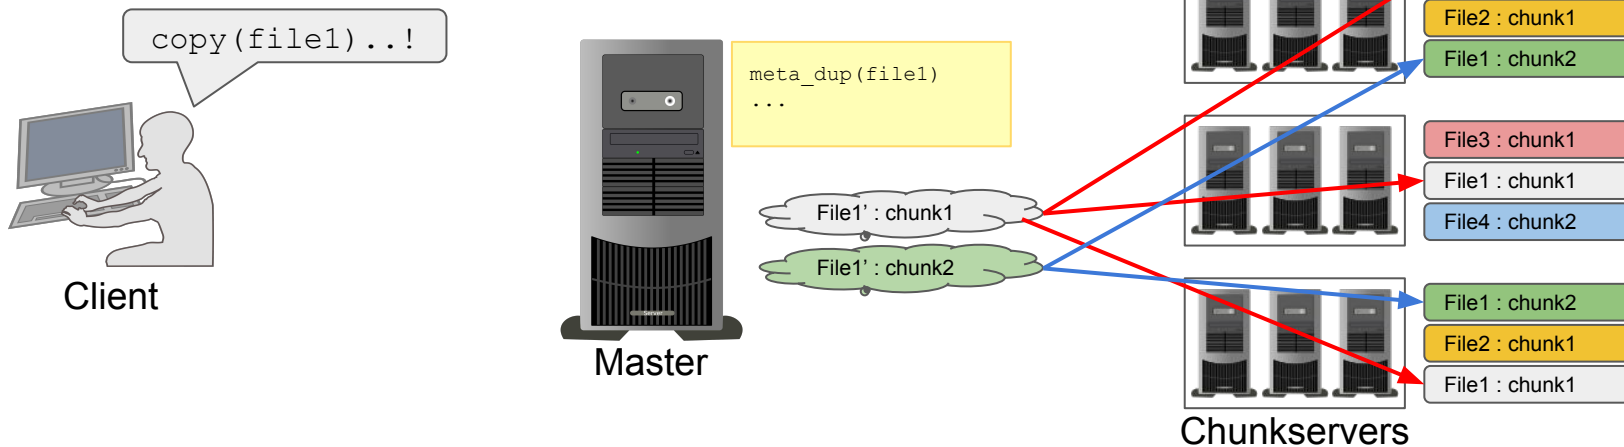 copy(file1)..!
Client
Master
meta_dup(file1)
...
File1’ : chunk1
File1’ : chunk2
File2 : chunk1
File1 : chunk2
File3 : chunk1
File1 : chunk1
File4 : chunk2
File1 : chunk2
File2 : chunk1
File1 : chunk1
Chunkservers